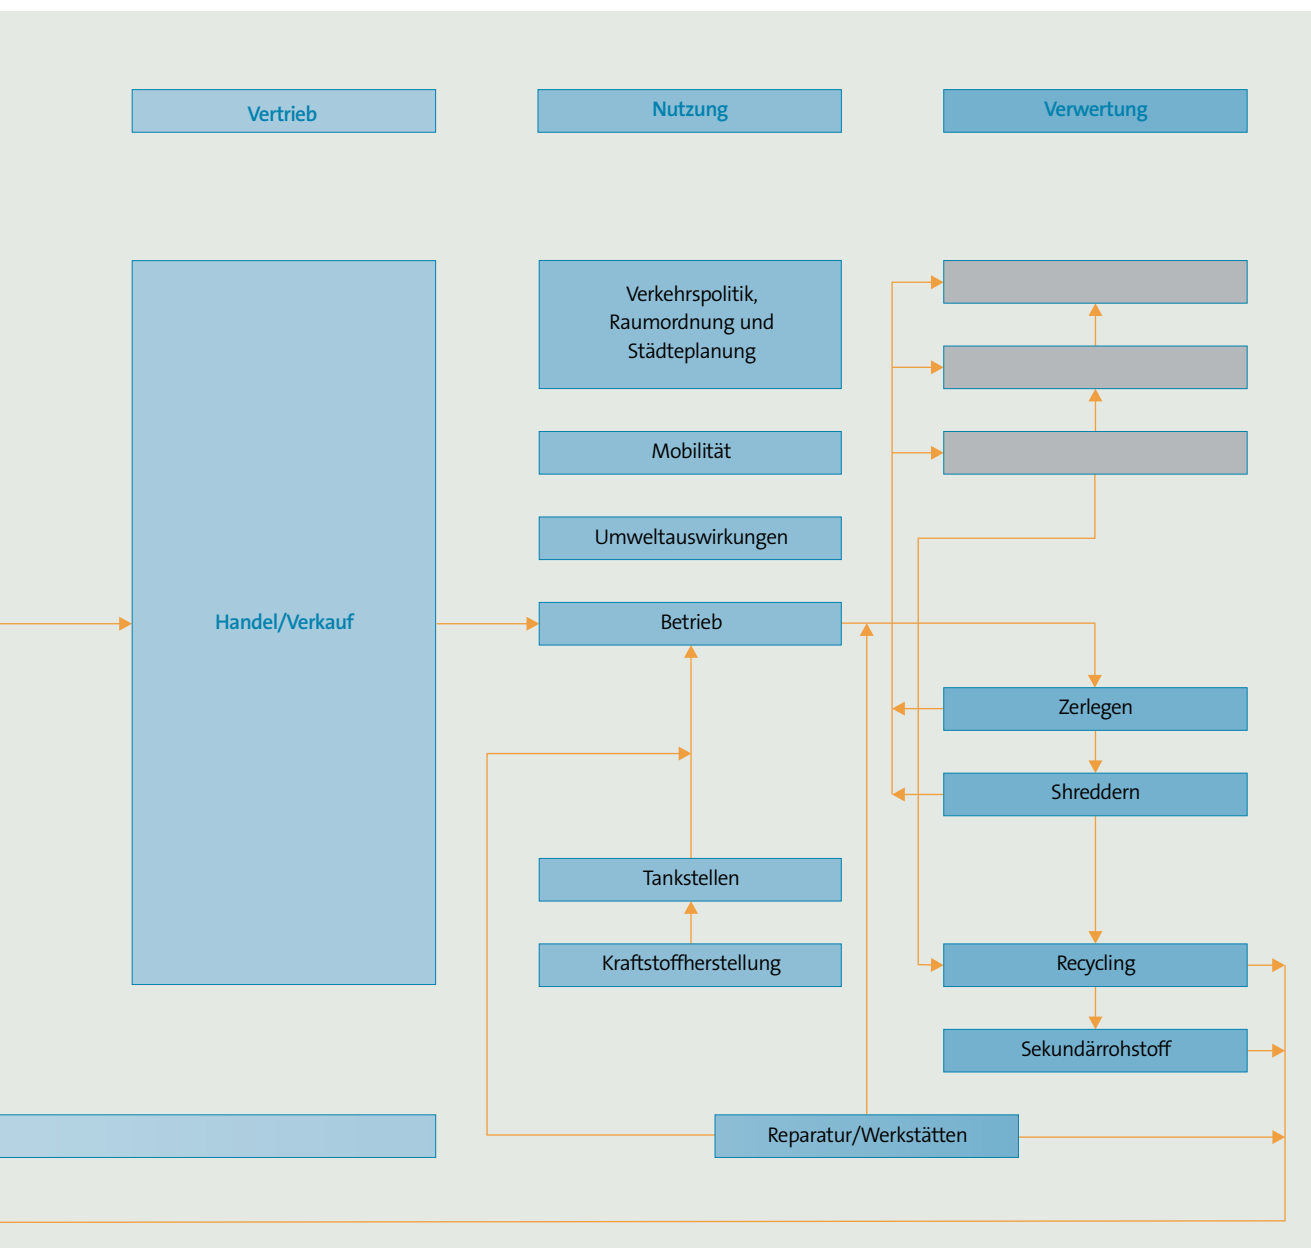 Vertrieb
Nutzung
Verwertung
Handel/Verkauf
Verkehrspolitik,
Raumordnung und
Städteplanung
Mobilität
Umweltauswirkungen
Betrieb
Tankstellen
Kraftstoffherstellung
Zerlegen
Shreddern
Recycling
Sekundärrohstoff
Reparatur/Werkstätten